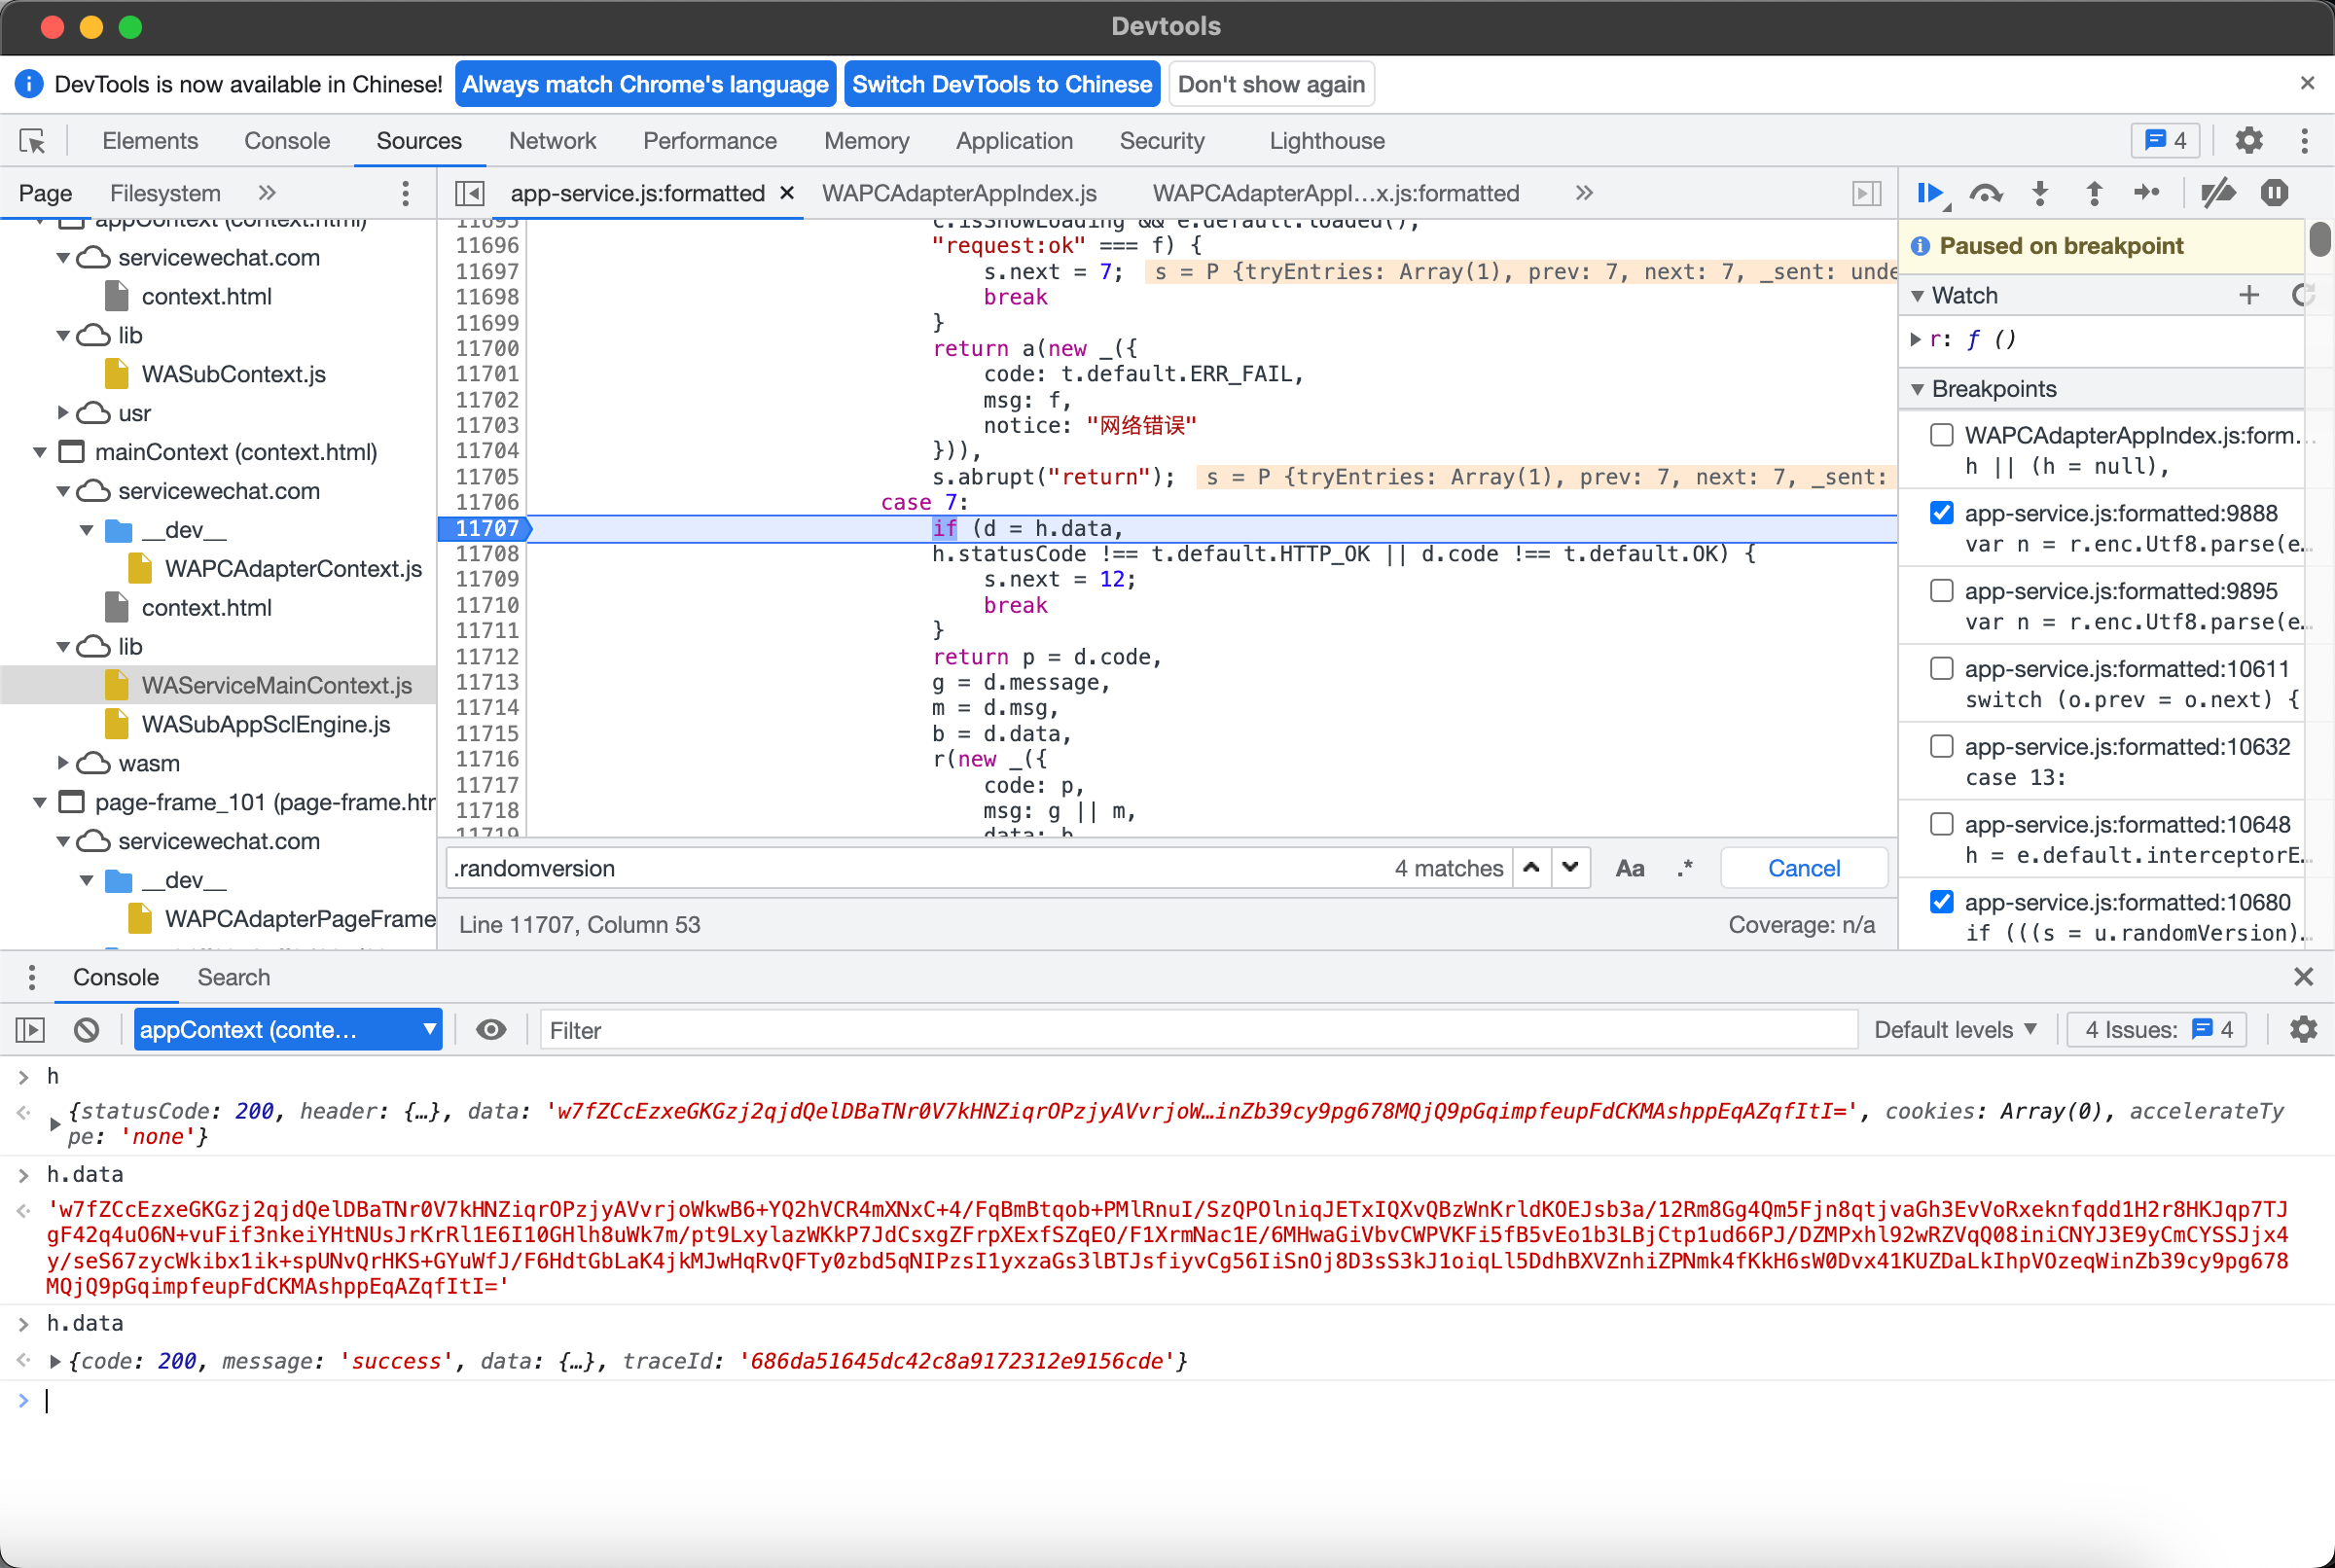 Devtools
DevTools is now available in Chinese! Always match Chrome's language Switch DevTools to Chinese Don't show again
Elements Console Sources Network Performance Memory Application Security Lighthouse 4
Page Filesystem
app-service.js:formatted WAPCAdapterAppIndex.js WAPCAdapterAppI…x.js:formatted
appContext (context.html)
servicewechat.com
context.html
lib
WASubContext.js
usr
mainContext (context.html)
servicewechat.com
__dev__
WAPCAdapterContext.js
context.html
lib
WAServiceMainContext.js
WASubAppSclEngine.js
wasm
page-frame_101 (page-frame.htr
servicewechat.com
__dev__
WAPCAdapterPageFrame
11695 c.isShowLoading && e.default.loaded(),
11696 "request:ok" === f) {
11697 s.next = 7; s = P {tryEntries: Array(1), prev: 7, next: 7, _sent: unde
11698 break
11699 }
11700 return a(new _({
11701 code: t.default.ERR_FAIL,
11702 msg: f,
11703 notice: "网络错误"
11704 })),
11705 s.abrupt("return"); s = P {tryEntries: Array(1), prev: 7, next: 7, _sent:
11706 case 7:
11707 if (d = h.data,
11708 h.statusCode !== t.default.HTTP_OK || d.code !== t.default.OK) {
11709 s.next = 12;
11710 break
11711 }
11712 return p = d.code,
11713 g = d.message,
11714 m = d.msg,
11715 b = d.data,
11716 r(new _({
11717 code: p,
11718 msg: g || m,
11719 data: b
.randomversion 4 matches Aa .* Cancel
Line 11707, Column 53 Coverage: n/a
Paused on breakpoint
Watch
r: f ()
Breakpoints
WAPCAdapterAppIndex.js:form…
h || (h = null),
app-service.js:formatted:9888
var n = r.enc.Utf8.parse(e…
app-service.js:formatted:9895
var n = r.enc.Utf8.parse(e…
app-service.js:formatted:10611
switch (o.prev = o.next) {
app-service.js:formatted:10632
case 13:
app-service.js:formatted:10648
h = e.default.interceptorE…
app-service.js:formatted:10680
if (((s = u.randomVersion)…
Console Search
appContext (conte… Filter Default levels 4 Issues: 4
h
{statusCode: 200, header: {…}, data: 'w7fZCcEzxeGKGzj2qjdQelDBaTNr0V7kHNZiqrOPzjyAVvrjoW…inZb39cy9pg678MQjQ9pGqimpfeupFdCKMAshppEqAZqfItI=', cookies: Array(0), accelerateTy
pe: 'none'}
h.data
'w7fZCcEzxeGKGzj2qjdQelDBaTNr0V7kHNZiqrOPzjyAVvrjoWkwB6+YQ2hVCR4mXNxC+4/FqBmBtqob+PMlRnuI/SzQPOlniqJETxIQXvQBzWnKrldKOEJsb3a/12Rm8Gg4Qm5Fjn8qtjvaGh3EvVoRxeknfqdd1H2r8HKJqp7TJ
gF42q4uO6N+vuFif3nkeiYHtNUsJrKrRl1E6I10GHlh8uWk7m/pt9LxylazWKkP7JdCsxgZFrpXExfSZqEO/F1XrmNac1E/6MHwaGiVbvCWPVKFi5fB5vEo1b3LBjCtp1ud66PJ/DZMPxhl92wRZVqQ08iniCNYJ3E9yCmCYSSJjx4
y/seS67zycWkibx1ik+spUNvQrHKS+GYuWfJ/F6HdtGbLaK4jkMJwHqRvQFTy0zbd5qNIPzsI1yxzaGs3lBTJsfiyvCg56IiSnOj8D3sS3kJ1oiqLl5DdhBXVZnhiZPNmk4fKkH6sW0Dvx41KUZDaLkIhpVOzeqWinZb39cy9pg678
MQjQ9pGqimpfeupFdCKMAshppEqAZqfItI='
h.data
{code: 200, message: 'success', data: {…}, traceId: '686da51645dc42c8a9172312e9156cde'}